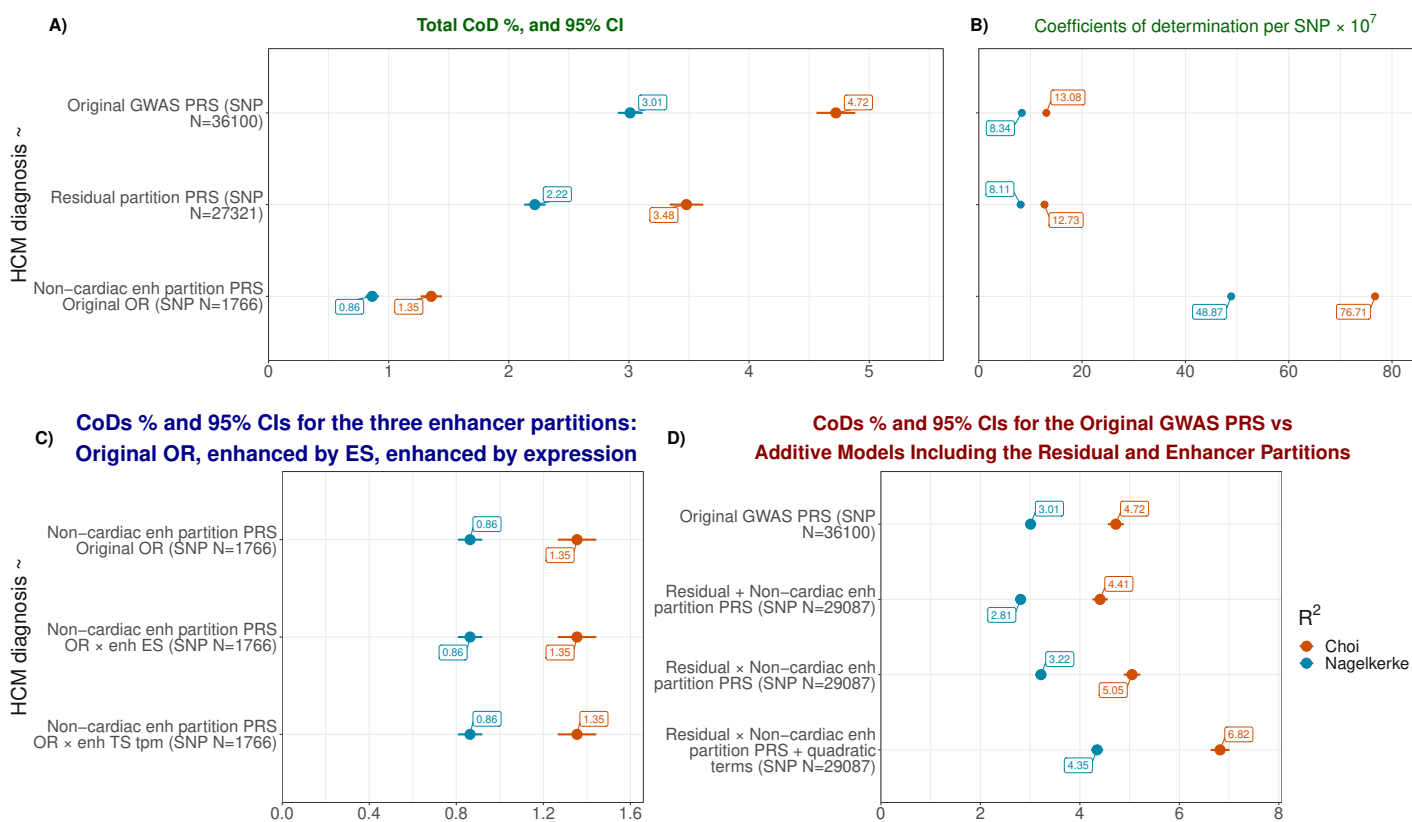 A)
Total CoD %, and 95% CI
HCM diagnosis ~
Original GWAS PRS (SNP
N=36100)
Residual partition PRS (SNP
N=27321)
Non−cardiac enh partition PRS
Original OR (SNP N=1766)
3.01
4.72
2.22
3.48
0.86
1.35
0
1
2
3
4
5
B)
Coefficients of determination per SNP × 10^7
13.08
8.34
8.11
12.73
48.87
76.71
0
20
40
60
80
C)
CoDs % and 95% CIs for the three enhancer partitions:
Original OR, enhanced by ES, enhanced by expression
HCM diagnosis ~
Non−cardiac enh partition PRS
Original OR (SNP N=1766)
Non−cardiac enh partition PRS
OR × enh ES (SNP N=1766)
Non−cardiac enh partition PRS
OR × enh TS tpm (SNP N=1766)
0.86
1.35
0.86
1.35
0.86
1.35
0.0
0.4
0.8
1.2
1.6
D)
CoDs % and 95% CIs for the Original GWAS PRS vs
Additive Models Including the Residual and Enhancer Partitions
Original GWAS PRS (SNP
N=36100)
Residual + Non−cardiac enh
partition PRS (SNP N=29087)
Residual × Non−cardiac enh
partition PRS (SNP N=29087)
Residual × Non−cardiac enh
partition PRS + quadratic
terms (SNP N=29087)
3.01
4.72
4.41
2.81
3.22
5.05
6.82
4.35
0
2
4
6
8
R^2
Choi
Nagelkerke